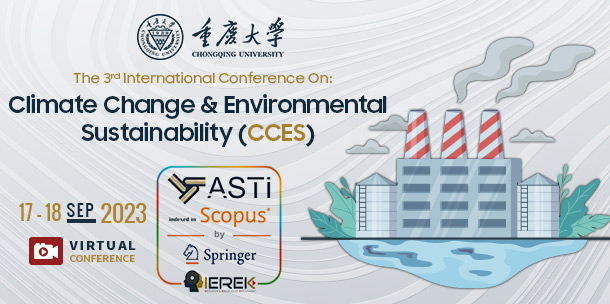 重庆大学
CHONGQING UNIVERSITY
The 3rd International Conference On:
Climate Change & Environmental
Sustainability (CCES)
17 - 18 SEP 2023
VIRTUAL
CONFERENCE
ASTI
indexed in Scopus®
by
Springer
IEREK